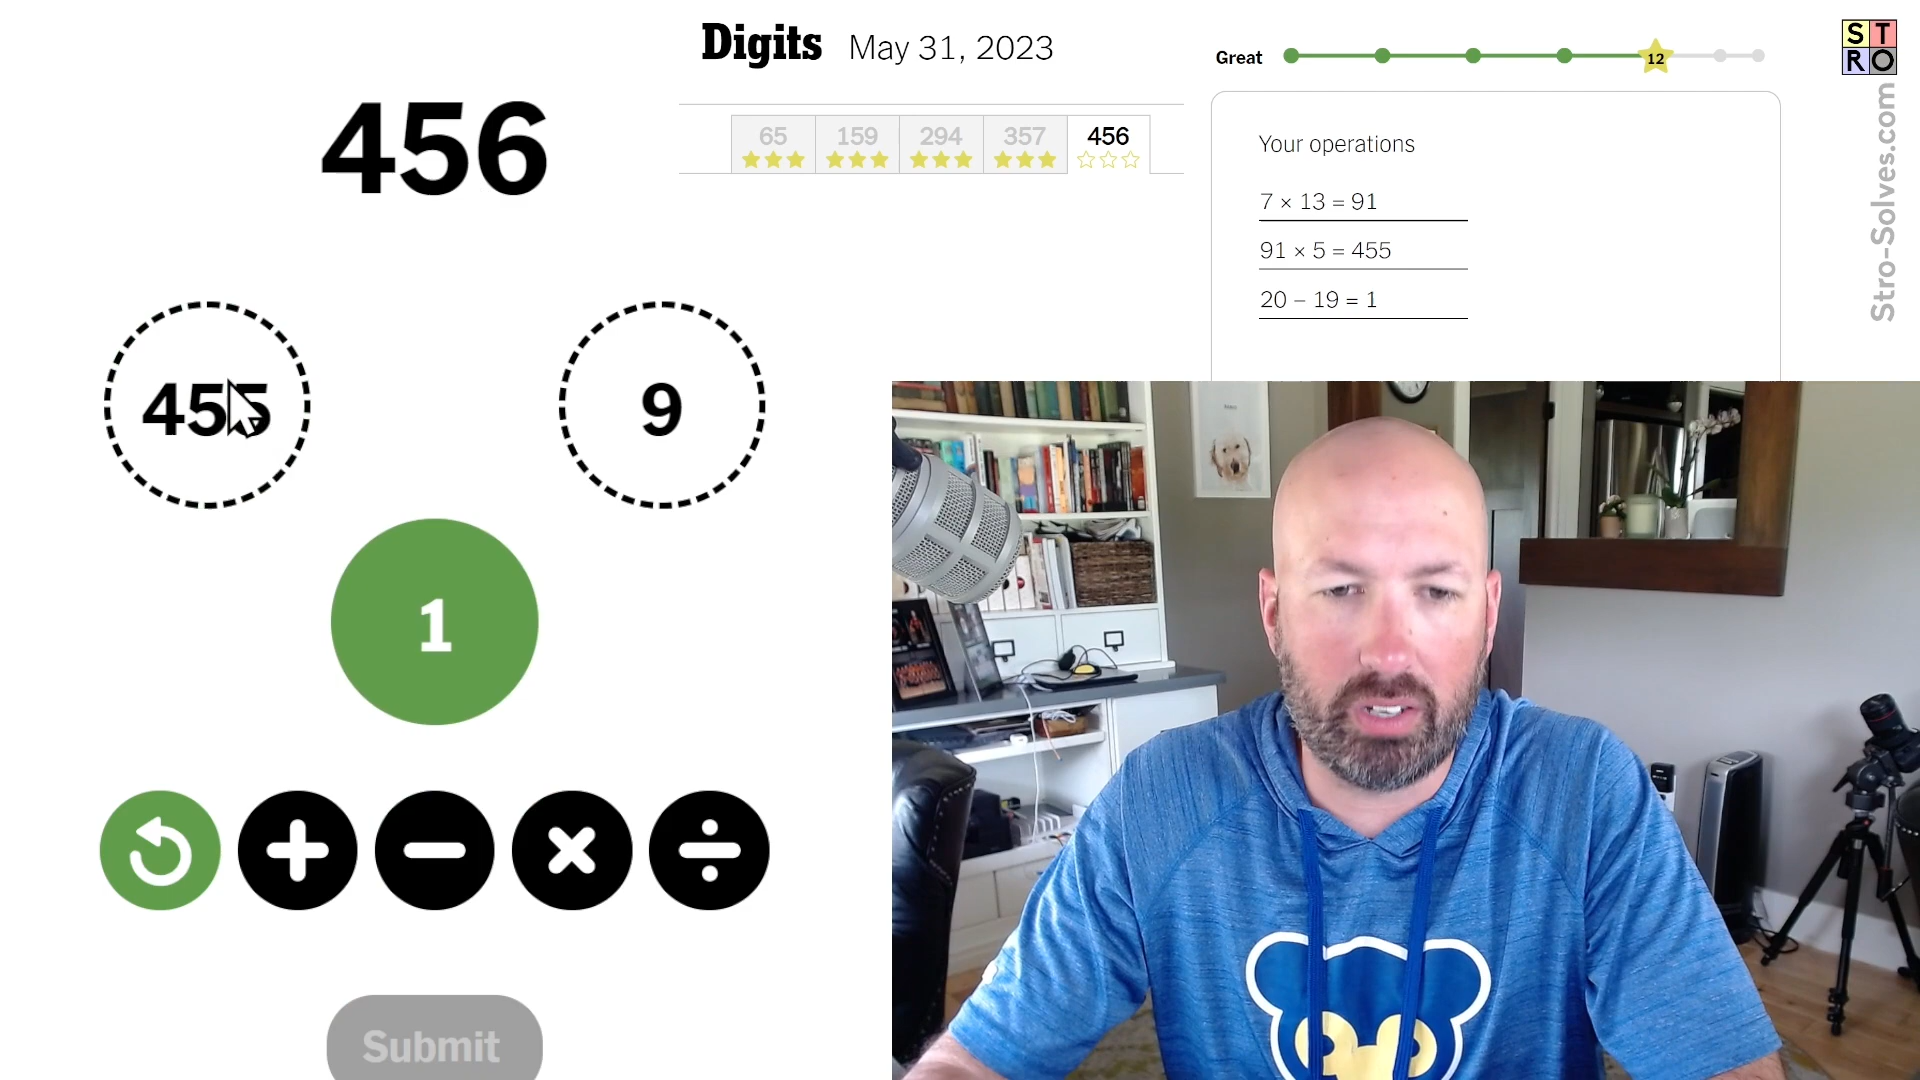 Digits May 31, 2023
Great
12
S T
R O
Stro-Solves.com
456
65 159 294 357 456
Your operations
7 × 13 = 91
91 × 5 = 455
20 − 19 = 1
455
9
1
+ − × ÷
Submit